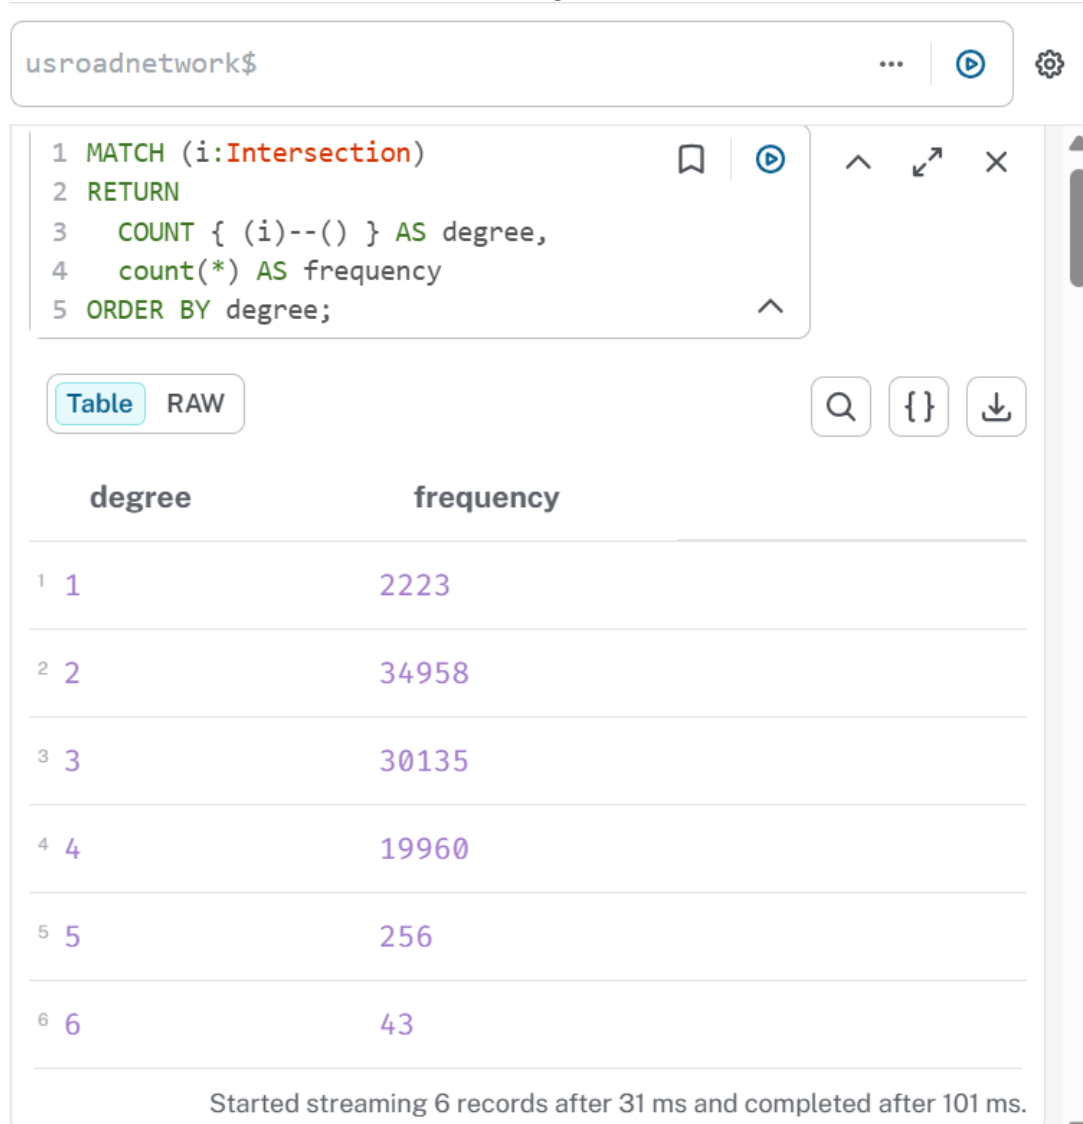 usroadnetwork$
1 MATCH (i:Intersection)
2 RETURN
3   COUNT { (i)--() } AS degree,
4   count(*) AS frequency
5 ORDER BY degree;
Table RAW
{}
degree frequency
1 1 2223
2 2 34958
3 3 30135
4 4 19960
5 5 256
6 6 43
Started streaming 6 records after 31 ms and completed after 101 ms.